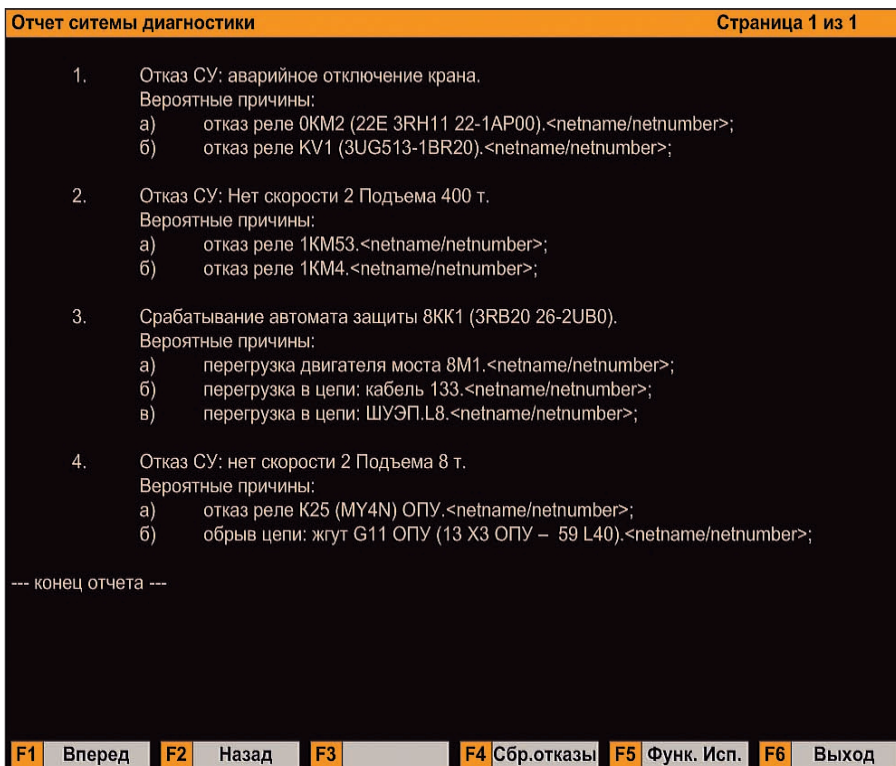 Отчет ситемы диагностики Страница 1 из 1
1. Отказ СУ: аварийное отключение крана.
Вероятные причины:
а) отказ реле 0КМ2 (22Е 3RH11 22-1AP00).<netname/netnumber>;
б) отказ реле KV1 (3UG513-1BR20).<netname/netnumber>;
2. Отказ СУ: Нет скорости 2 Подъема 400 т.
Вероятные причины:
а) отказ реле 1КМ53.<netname/netnumber>;
б) отказ реле 1КМ4.<netname/netnumber>;
3. Срабатывание автомата защиты 8КК1 (3RB20 26-2UB0).
Вероятные причины:
а) перегрузка двигателя моста 8М1.<netname/netnumber>;
б) перегрузка в цепи: кабель 133.<netname/netnumber>;
в) перегрузка в цепи: ШУЭП.L8.<netname/netnumber>;
4. Отказ СУ: нет скорости 2 Подъема 8 т.
Вероятные причины:
а) отказ реле К25 (MY4N) ОПУ.<netname/netnumber>;
б) обрыв цепи: жгут G11 ОПУ (13 X3 ОПУ – 59 L40).<netname/netnumber>;
--- конец отчета ---
F1 Вперед F2 Назад F3 F4 Сбр.отказы F5 Функ. Исп. F6 Выход